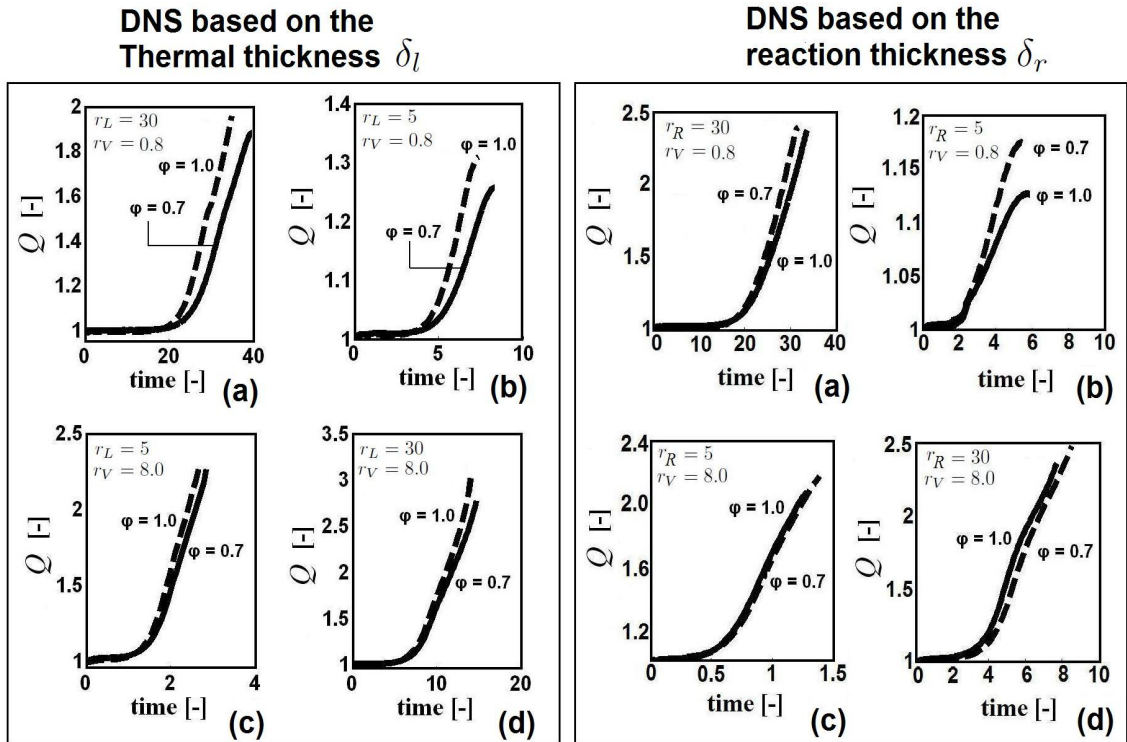 DNS based on the
Thermal thickness δl
2
1.8
1.6
1.4
1.2
1
0
20
40
Q [-]
time [-]
rL = 30
rV = 0.8
φ = 1.0
φ = 0.7
(a)
1.4
1.3
1.2
1.1
1
0
5
10
Q [-]
time [-]
rL = 5
rV = 0.8
φ = 1.0
φ = 0.7
(b)
2.5
2
1.5
1
0
2
4
Q [-]
time [-]
rL = 5
rV = 8.0
φ = 1.0
φ = 0.7
(c)
3.5
3
2.5
2
1.5
1
0
10
20
Q [-]
time [-]
rL = 30
rV = 8.0
φ = 1.0
φ = 0.7
(d)
DNS based on the
reaction thickness δr
2.5
2
1.5
1
0
10
20
30
40
Q [-]
time [-]
rR = 30
rV = 0.8
φ = 0.7
φ = 1.0
(a)
1.2
1.15
1.1
1.05
1
0
2
4
6
8
10
Q [-]
time [-]
rR = 5
rV = 0.8
φ = 0.7
φ = 1.0
(b)
2.4
2.0
1.6
1.2
0
0.5
1
1.5
Q [-]
time [-]
rR = 5
rV = 8.0
φ = 1.0
φ = 0.7
(c)
2.5
2
1.5
1
0
2
4
6
8
10
Q [-]
time [-]
rR = 30
rV = 8.0
φ = 1.0
φ = 0.7
(d)